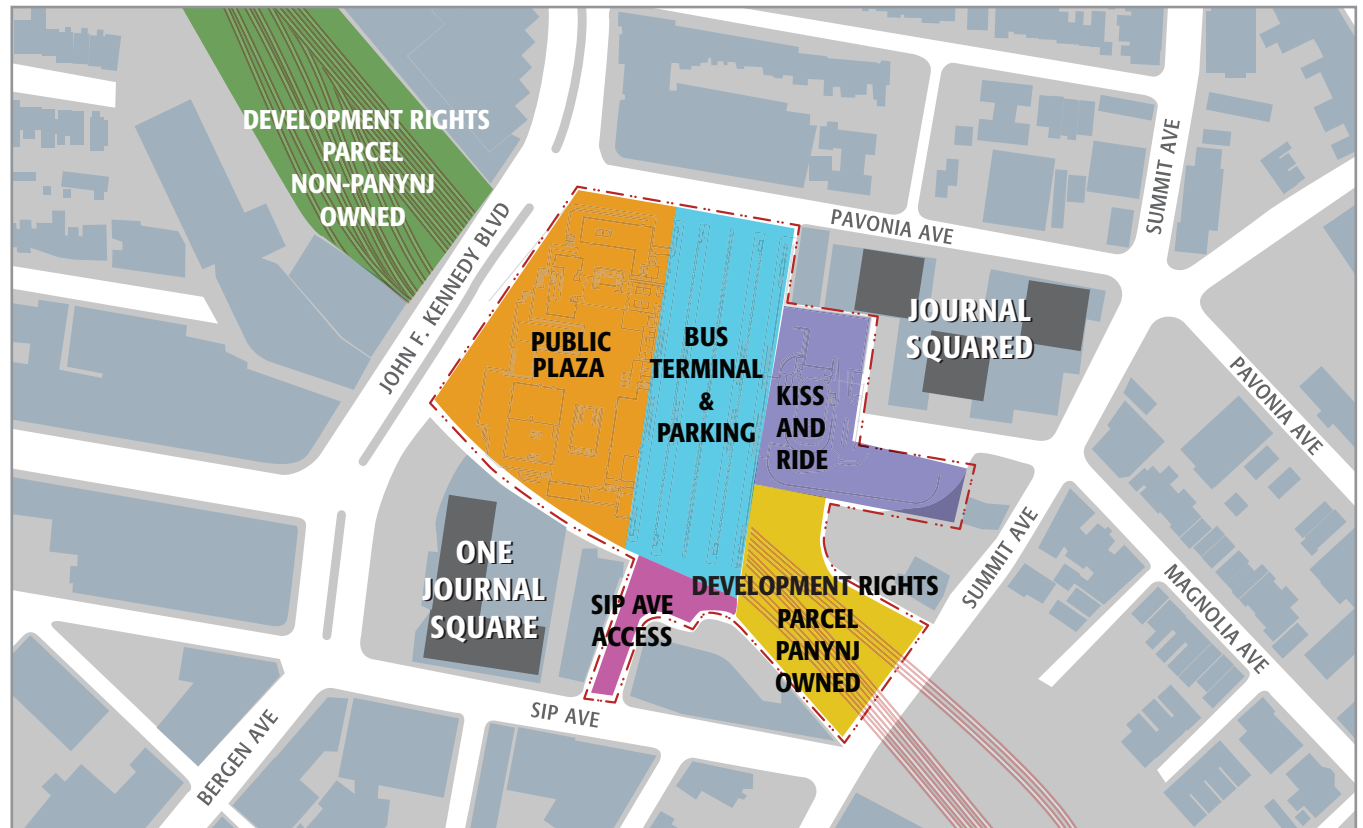 DEVELOPMENT RIGHTS
PARCEL
NON-PANYNJ
OWNED
JOHN F. KENNEDY BLVD
PAVONIA AVE
SUMMIT AVE
PUBLIC
PLAZA
BUS
TERMINAL
&
PARKING
KISS
AND
RIDE
JOURNAL
SQUARED
PAVONIA AVE
ONE
JOURNAL
SQUARE
SIP AVE
ACCESS
DEVELOPMENT RIGHTS
PARCEL
PANYNJ
OWNED
SUMMIT AVE
MAGNOLIA AVE
SIP AVE
BERGEN AVE